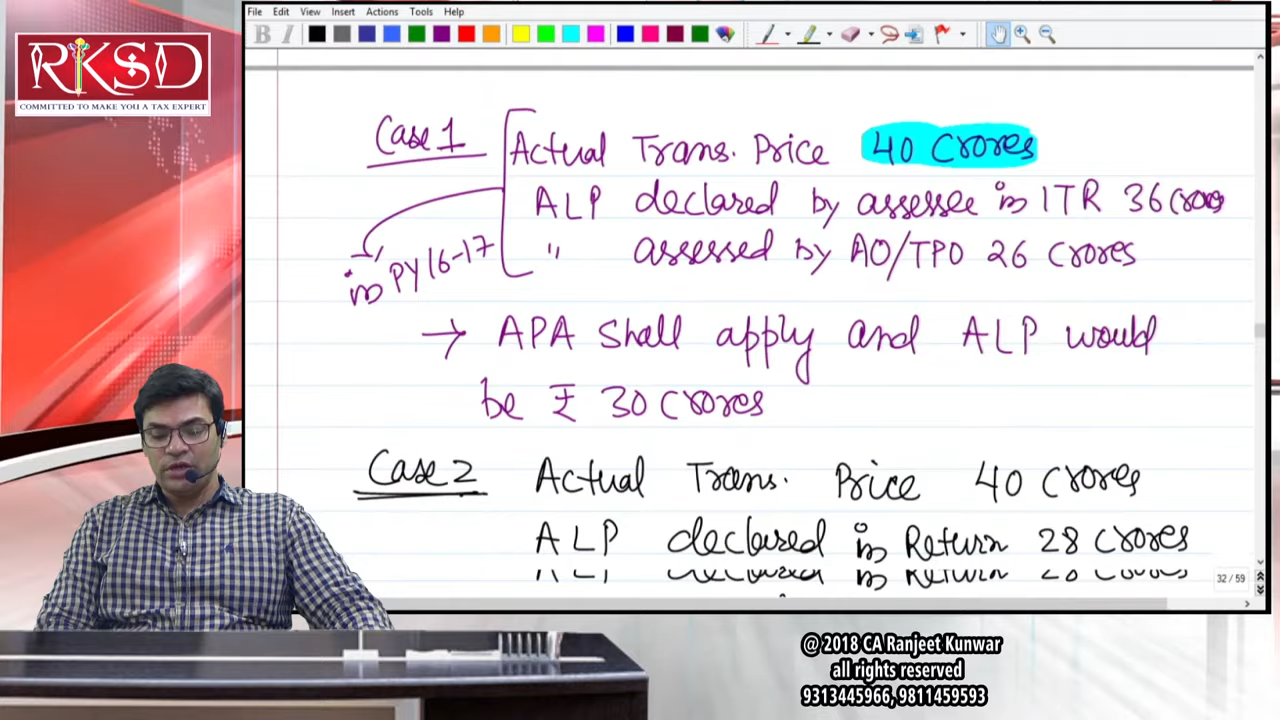 File Edit View Insert Actions Tools Help
B I
RKSD
COMMITTED TO MAKE YOU A TAX EXPERT
Case 1 Actual Trans. Price 40 Crores
ALP declared by assessee in ITR 36 Crores
" assessed by AO/TPO 26 Crores
in PY 16-17
→ APA Shall apply and ALP would
be ₹ 30 Crores
Case 2 Actual Trans. Price 40 Crores
ALP declared in Return 28 Crores
32 / 59
@ 2018 CA Ranjeet Kunwar
all rights reserved
9313445966, 9811459593